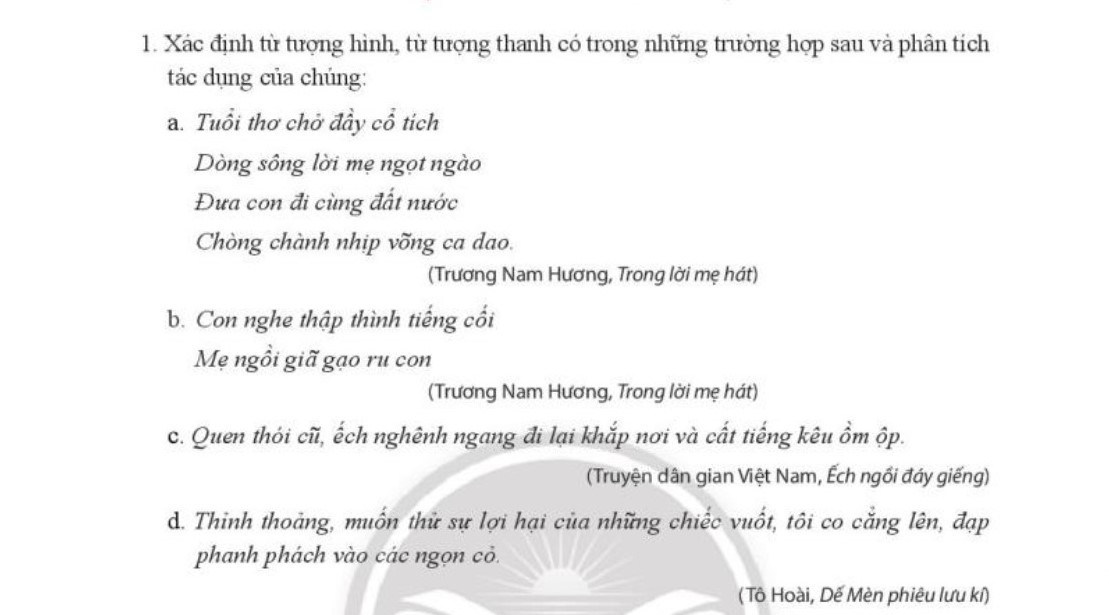 1. Xác định từ tượng hình, từ tượng thanh có trong những trường hợp sau và phân tích
tác dụng của chúng:
a. Tuổi thơ chở đầy cổ tích
Dòng sông lời mẹ ngọt ngào
Đưa con đi cùng đất nước
Chòng chành nhịp võng ca dao.
(Trương Nam Hương, Trong lời mẹ hát)
b. Con nghe thập thình tiếng cối
Mẹ ngồi giã gạo ru con
(Trương Nam Hương, Trong lời mẹ hát)
c. Quen thói cũ, ếch nghênh ngang đi lại khắp nơi và cất tiếng kêu ồm ộp.
(Truyện dân gian Việt Nam, Ếch ngồi đáy giếng)
d. Thỉnh thoảng, muốn thử sự lợi hại của những chiếc vuốt, tôi co cẳng lên, đạp
phanh phách vào các ngọn cỏ.
(Tô Hoài, Dế Mèn phiêu lưu kí)